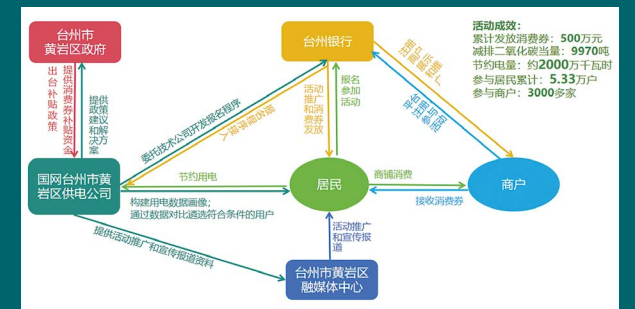 台州市
黄岩区政府
台州银行
活动成效：
累计发放消费券：500万元
减排二氧化碳当量：9970吨
节约电量：约2000万千瓦时
参与居民累计：5.33万户
参与商户：3000多家
提供消费券补贴资金
出台补贴政策
提供
政策
建议
和解
决方
案
委托技术公司开发报名程序
报名程序接入
活动
推广
和消
费券
发放
报名
参加
活动
注册
商户
展示
和推
广
平台
注册
参与
活动
国网台州市黄
岩区供电公司
节约用电
构建用电数据画像；
通过数据对比遴选符合条件的用户
居民
商铺消费
接收消费券
商户
提供活动推广和宣传报道资料
活动推广
和宣传报
道
台州市黄岩区
融媒体中心